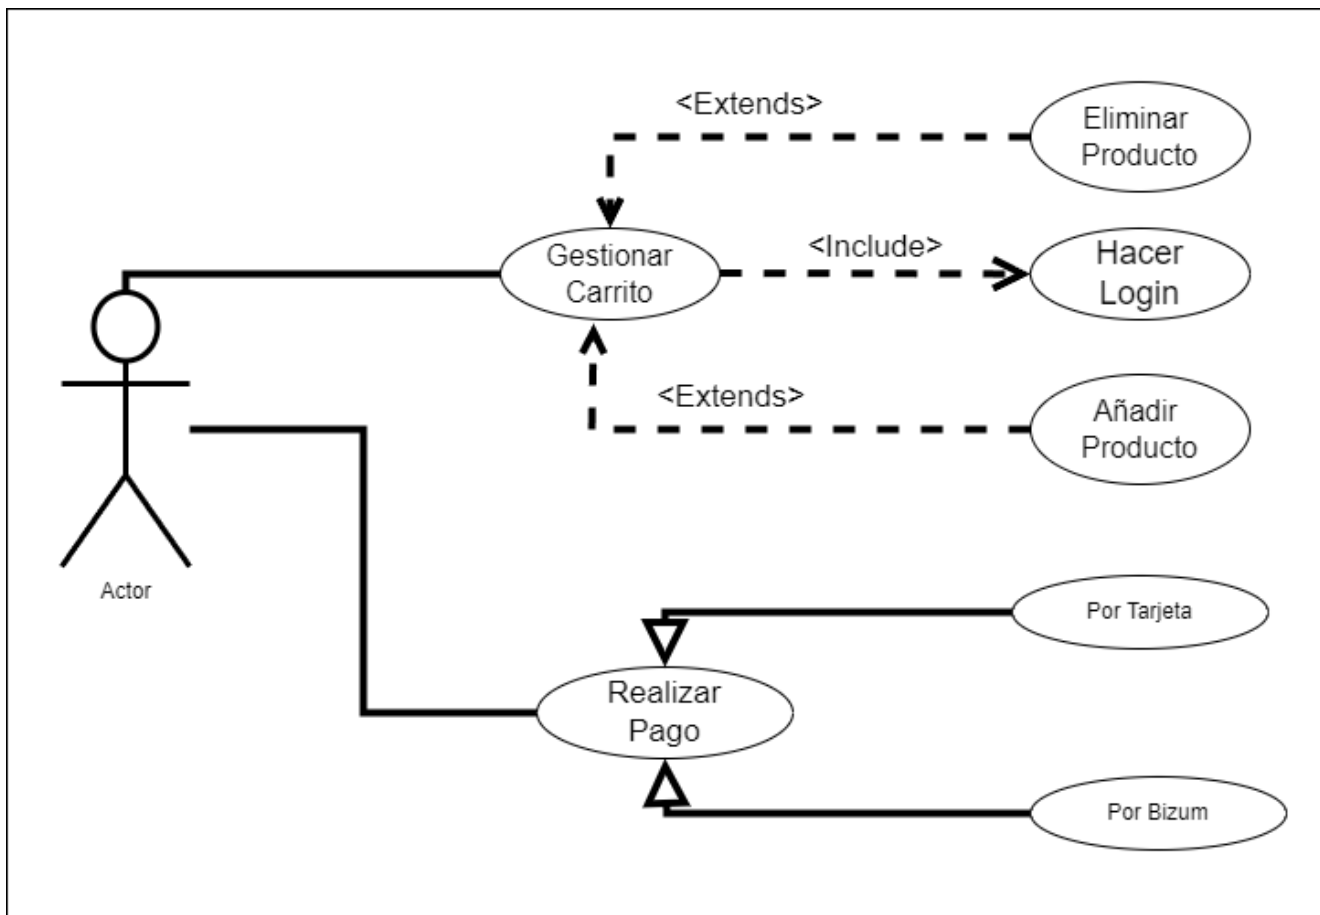 <Extends>
Eliminar
Producto
<Include>
Gestionar
Carrito
Hacer
Login
<Extends>
Añadir
Producto
Actor
Por Tarjeta
Realizar
Pago
Por Bizum